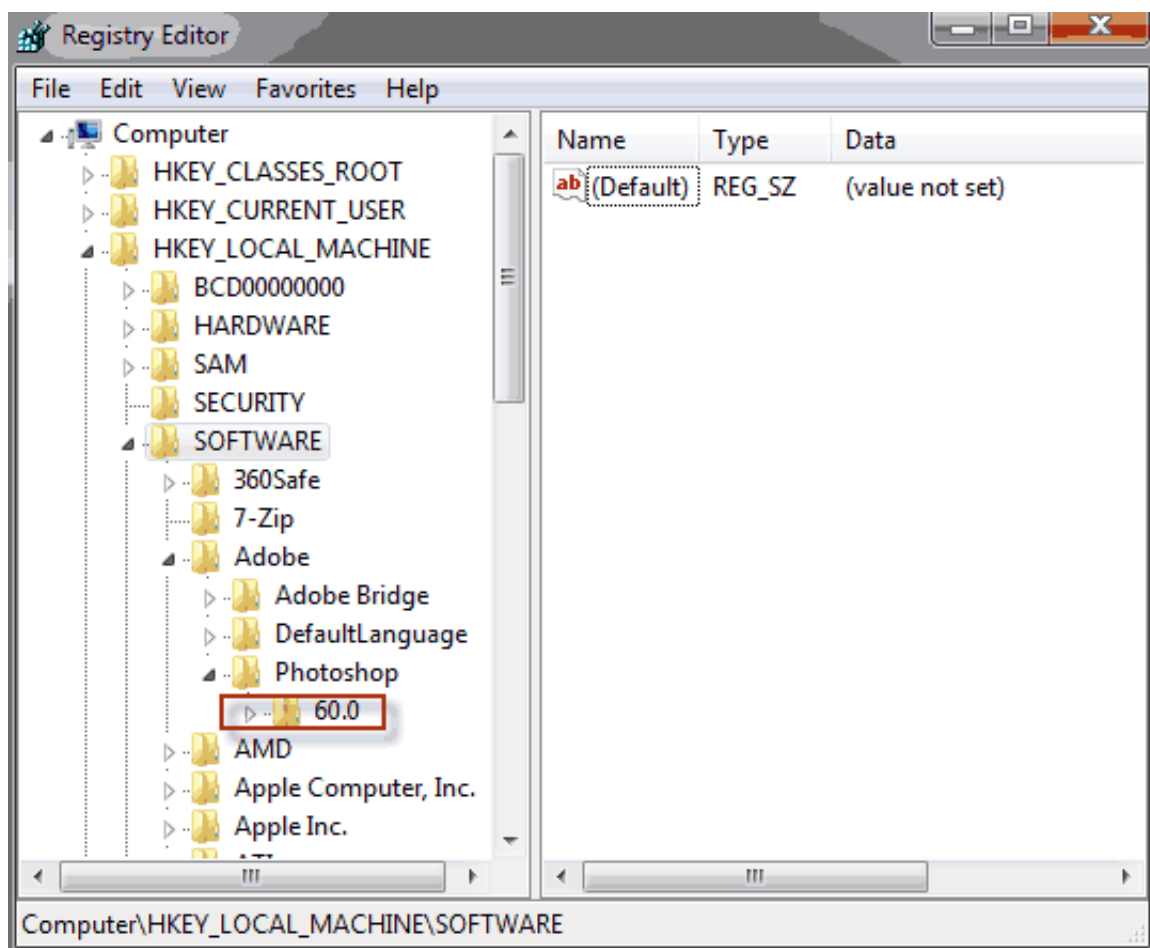 Registry Editor
File Edit View Favorites Help
Computer
HKEY_CLASSES_ROOT
HKEY_CURRENT_USER
HKEY_LOCAL_MACHINE
BCD00000000
HARDWARE
SAM
SECURITY
SOFTWARE
360Safe
7-Zip
Adobe
Adobe Bridge
DefaultLanguage
Photoshop
60.0
AMD
Apple Computer, Inc.
Apple Inc.
Name Type Data
ab (Default) REG_SZ (value not set)
Computer\HKEY_LOCAL_MACHINE\SOFTWARE